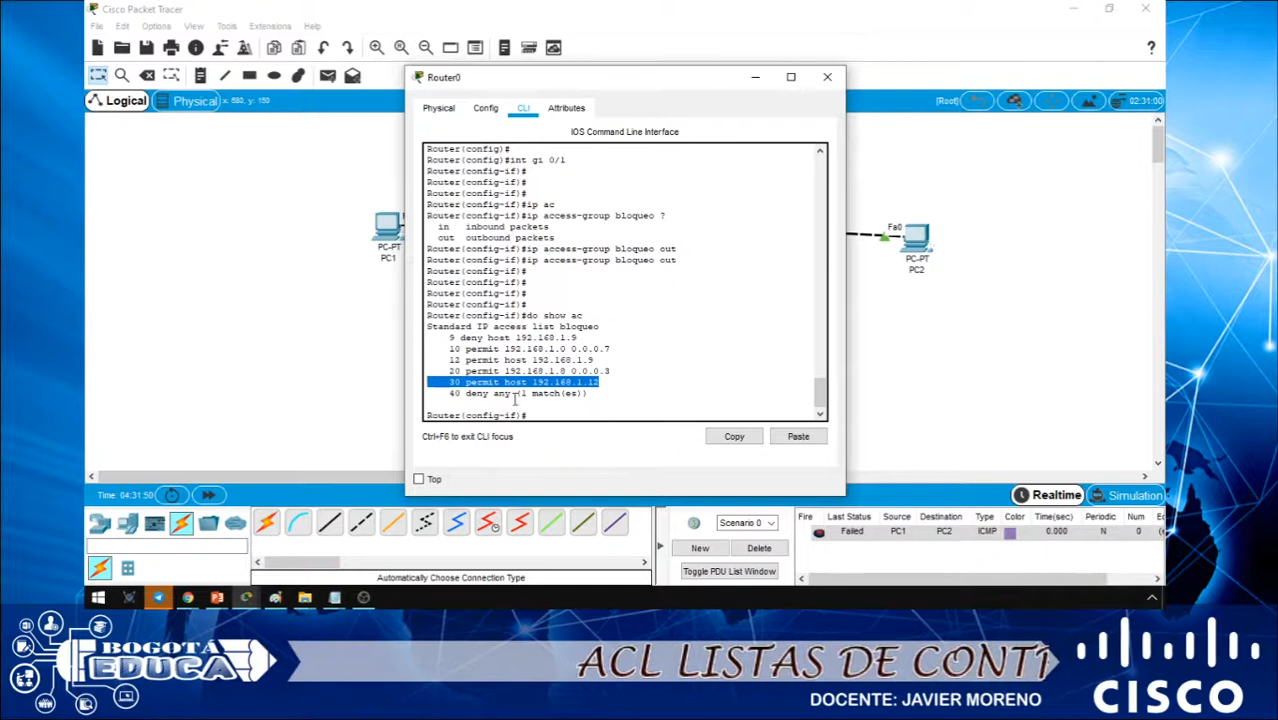 Cisco Packet Tracer
File Edit Options View Tools Extensions Help
?
Logical Physical x: 680, y: 150 [Root] 02:31:00
Router0
Physical Config CLI Attributes
IOS Command Line Interface
Router(config)#
Router(config)#int gi 0/1
Router(config-if)#
Router(config-if)#
Router(config-if)#
Router(config-if)#ip ac
Router(config-if)#ip access-group bloqueo ?
in inbound packets
out outbound packets
Router(config-if)#ip access-group bloqueo out
Router(config-if)#ip access-group bloqueo out
Router(config-if)#
Router(config-if)#
Router(config-if)#
Router(config-if)#
Router(config-if)#do show ac
Standard IP access list bloqueo
9 deny host 192.168.1.9
10 permit 192.168.1.0 0.0.0.7
12 permit host 192.168.1.9
20 permit 192.168.1.8 0.0.0.3
30 permit host 192.168.1.12
40 deny any (1 match(es))
Router(config-if)#
Ctrl+F6 to exit CLI focus
Copy Paste
Top
PC-PT
PC1
Fa0
PC-PT
PC2
Time: 04:31:50
Realtime Simulation
Scenario 0
New Delete
Toggle PDU List Window
Fire Last Status Source Destination Type Color Time(sec) Periodic Num
Failed PC1 PC2 ICMP 0.000 N 0
Automatically Choose Connection Type
BOGOTÁ
EDUCA
ACL LISTAS DE CONT
DOCENTE: JAVIER MORENO
CISCO